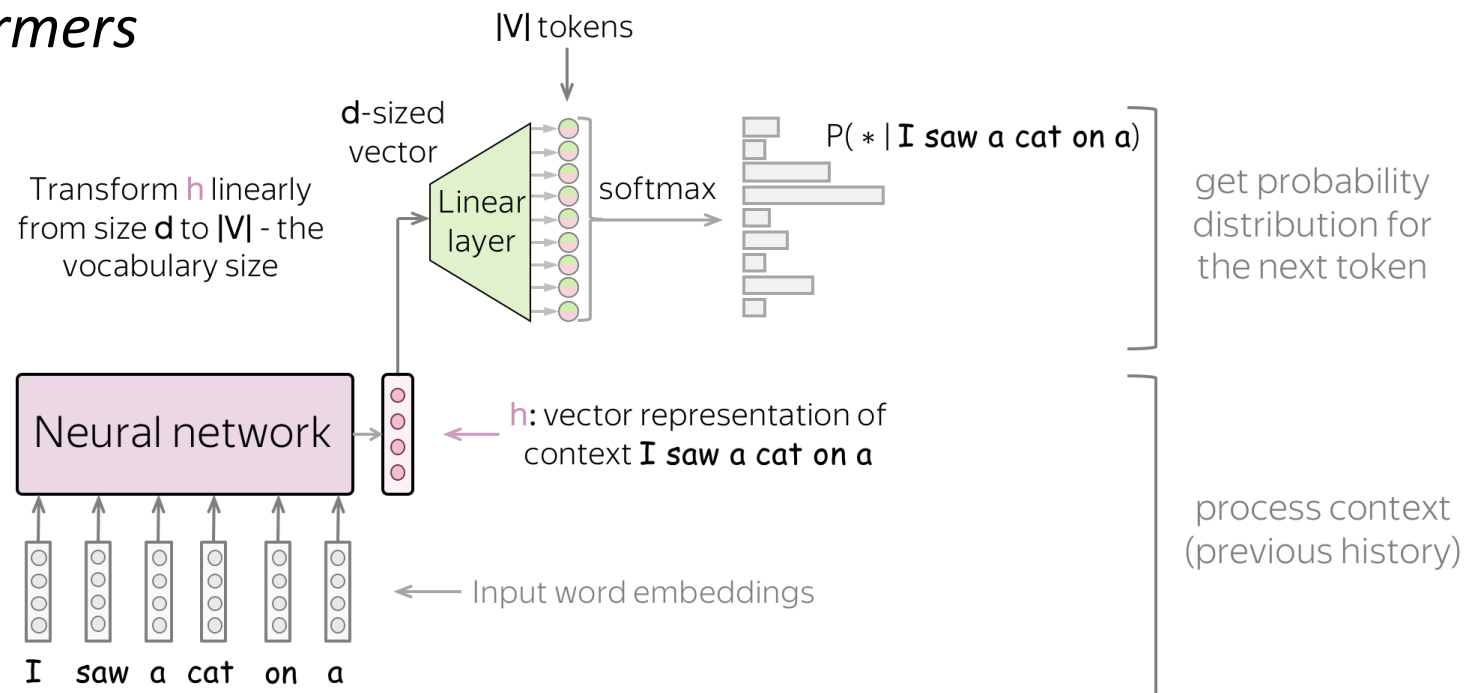 rmers
|V| tokens
d-sized
vector
P( * | I saw a cat on a)
Transform h linearly
from size d to |V| - the
vocabulary size
Linear
layer
softmax
get probability
distribution for
the next token
Neural network
h: vector representation of
context I saw a cat on a
process context
(previous history)
Input word embeddings
I saw a cat on a